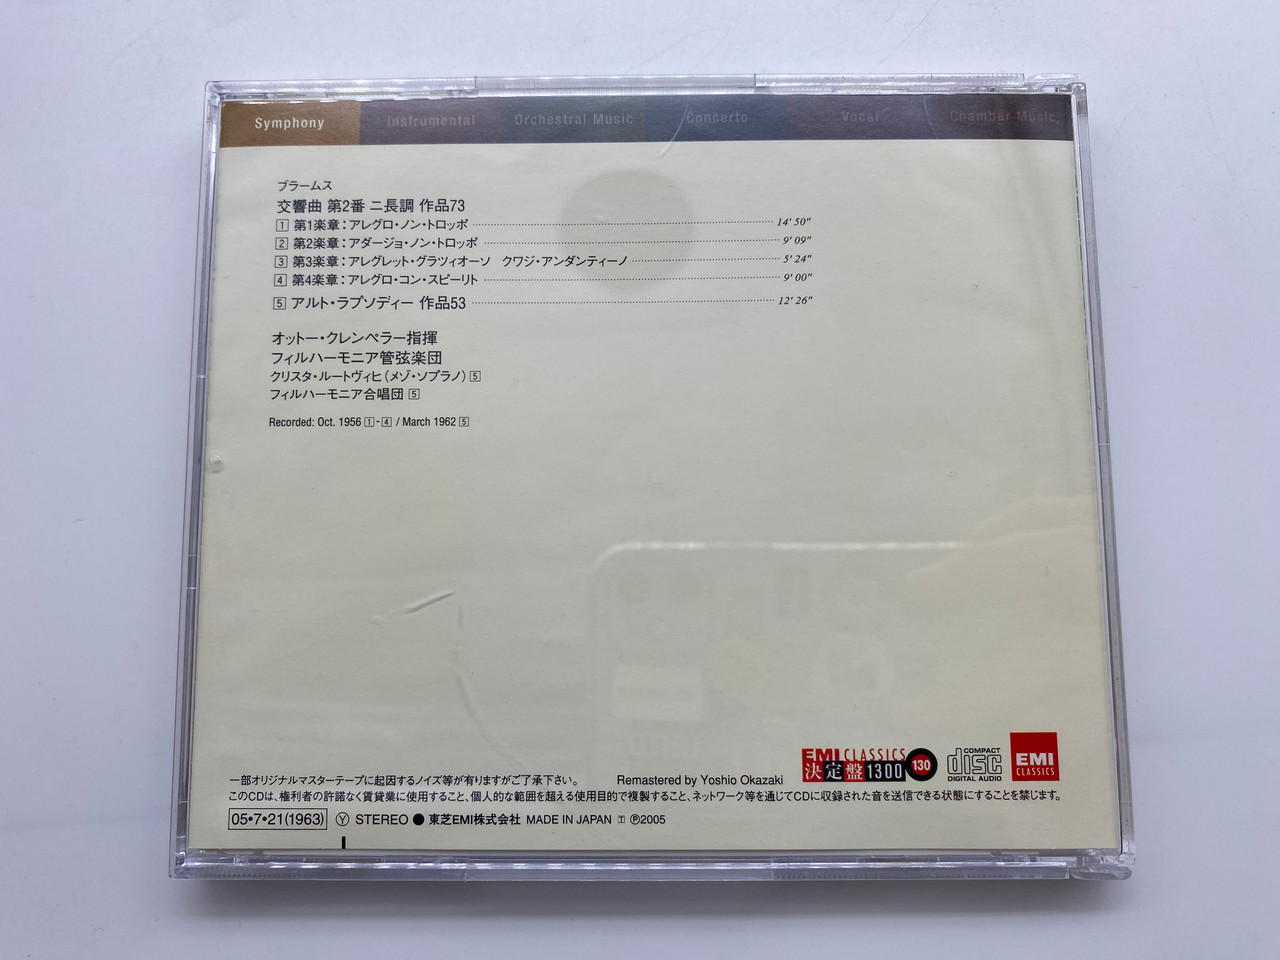 Symphony Instrumental Orchestral Music Concerto Vocal Chamber Music
ブラームス
交響曲 第2番 ニ長調 作品73
1 第1楽章：アレグロ・ノン・トロッポ 14' 50"
2 第2楽章：アダージョ・ノン・トロッポ 9' 09"
3 第3楽章：アレグレット・グラツィオーソ クワジ・アンダンティーノ 5' 24"
4 第4楽章：アレグロ・コン・スピーリト 9' 00"
5 アルト・ラプソディー 作品53 12' 26"
オットー・クレンペラー指揮
フィルハーモニア管弦楽団
クリスタ・ルートヴィヒ（メゾ・ソプラノ）5
フィルハーモニア合唱団 5
Recorded: Oct. 1956 1-4 / March 1962 5
EMI CLASSICS
決定盤1300 130
COMPACT disc DIGITAL AUDIO
EMI CLASSICS
一部オリジナルマスターテープに起因するノイズ等が有りますがご了承下さい。 Remastered by Yoshio Okazaki
このCDは、権利者の許諾なく賃貸業に使用すること、個人的な範囲を超える使用目的で複製すること、ネットワーク等を通じてCDに収録された音を送信できる状態にすることを禁じます。
05・7・21(1963) Ⓨ STEREO ● 東芝EMI株式会社 MADE IN JAPAN 🅃 ℗2005